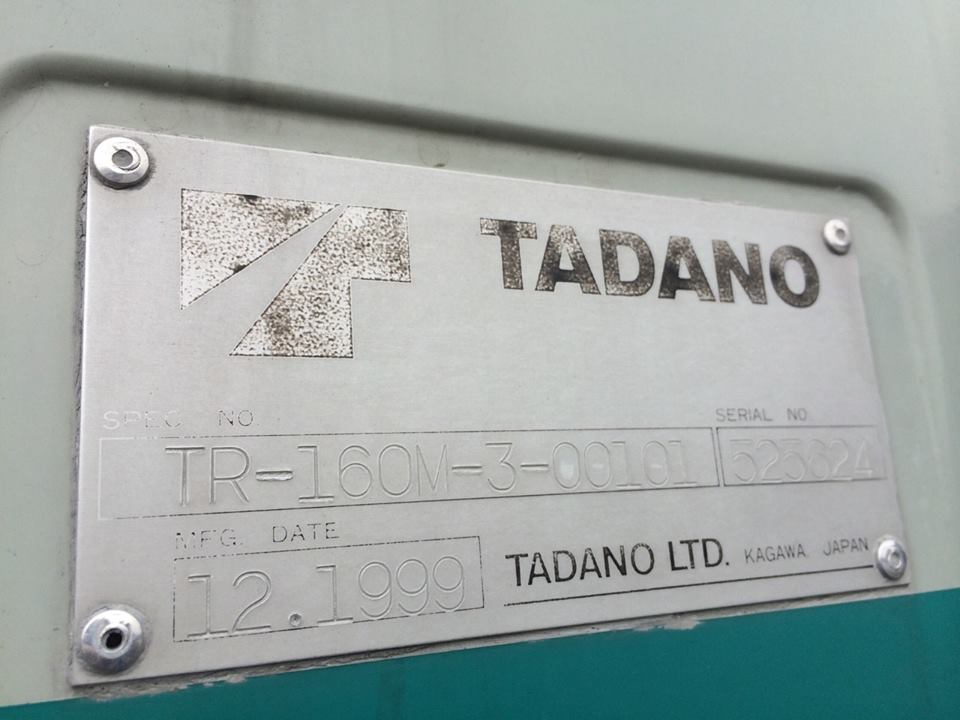 TADANO
SPEC. NO. SERIAL NO.
TR-160M-3-00101 525624
MFG. DATE
12.1999
TADANO LTD. KAGAWA, JAPAN